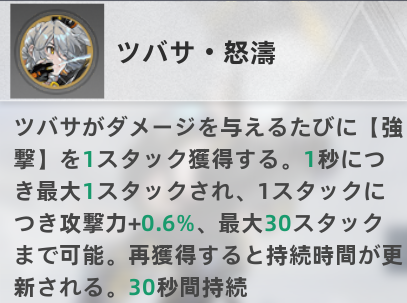 ツバサ・怒濤
ツバサがダメージを与えるたびに【強
撃】を1スタック獲得する。1秒につ
き最大1スタックされ、1スタックに
つき攻撃力+0.6%、最大30スタック
まで可能。再獲得すると持続時間が更
新される。30秒間持続